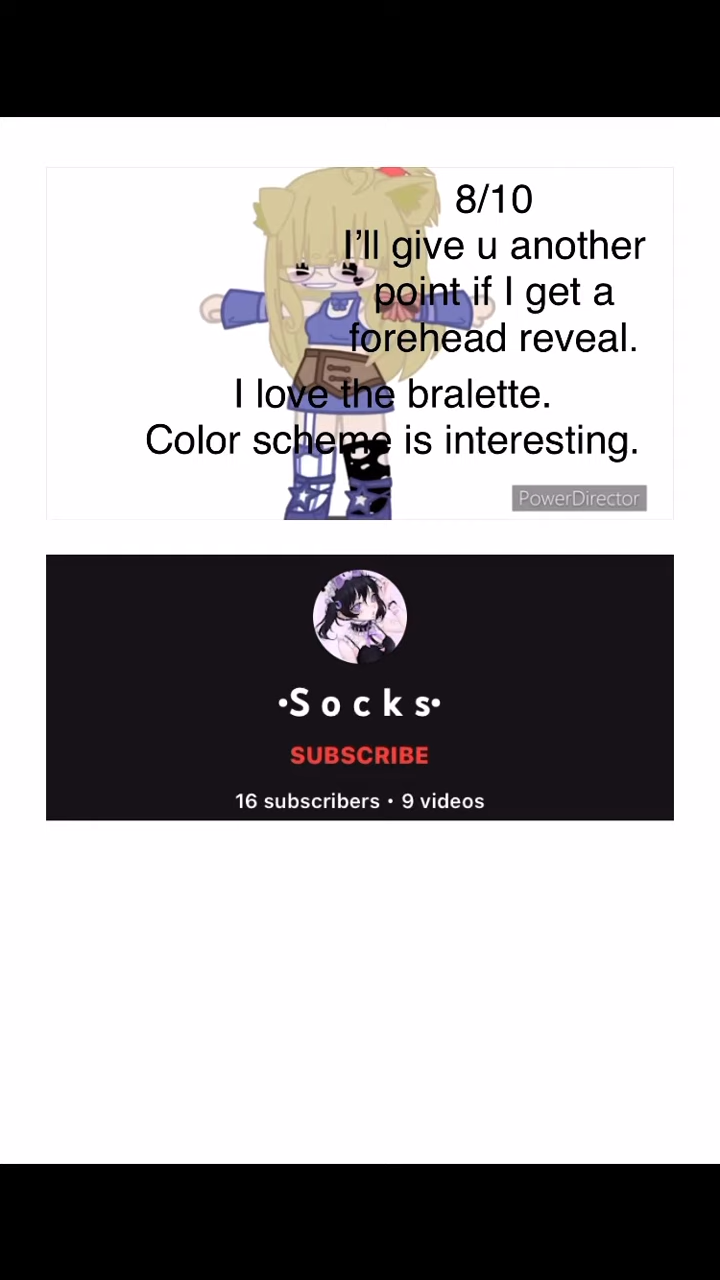 8/10
I’ll give u another
point if I get a
forehead reveal.
I love the bralette.
Color scheme is interesting.
PowerDirector
•S o c k s•
SUBSCRIBE
16 subscribers • 9 videos